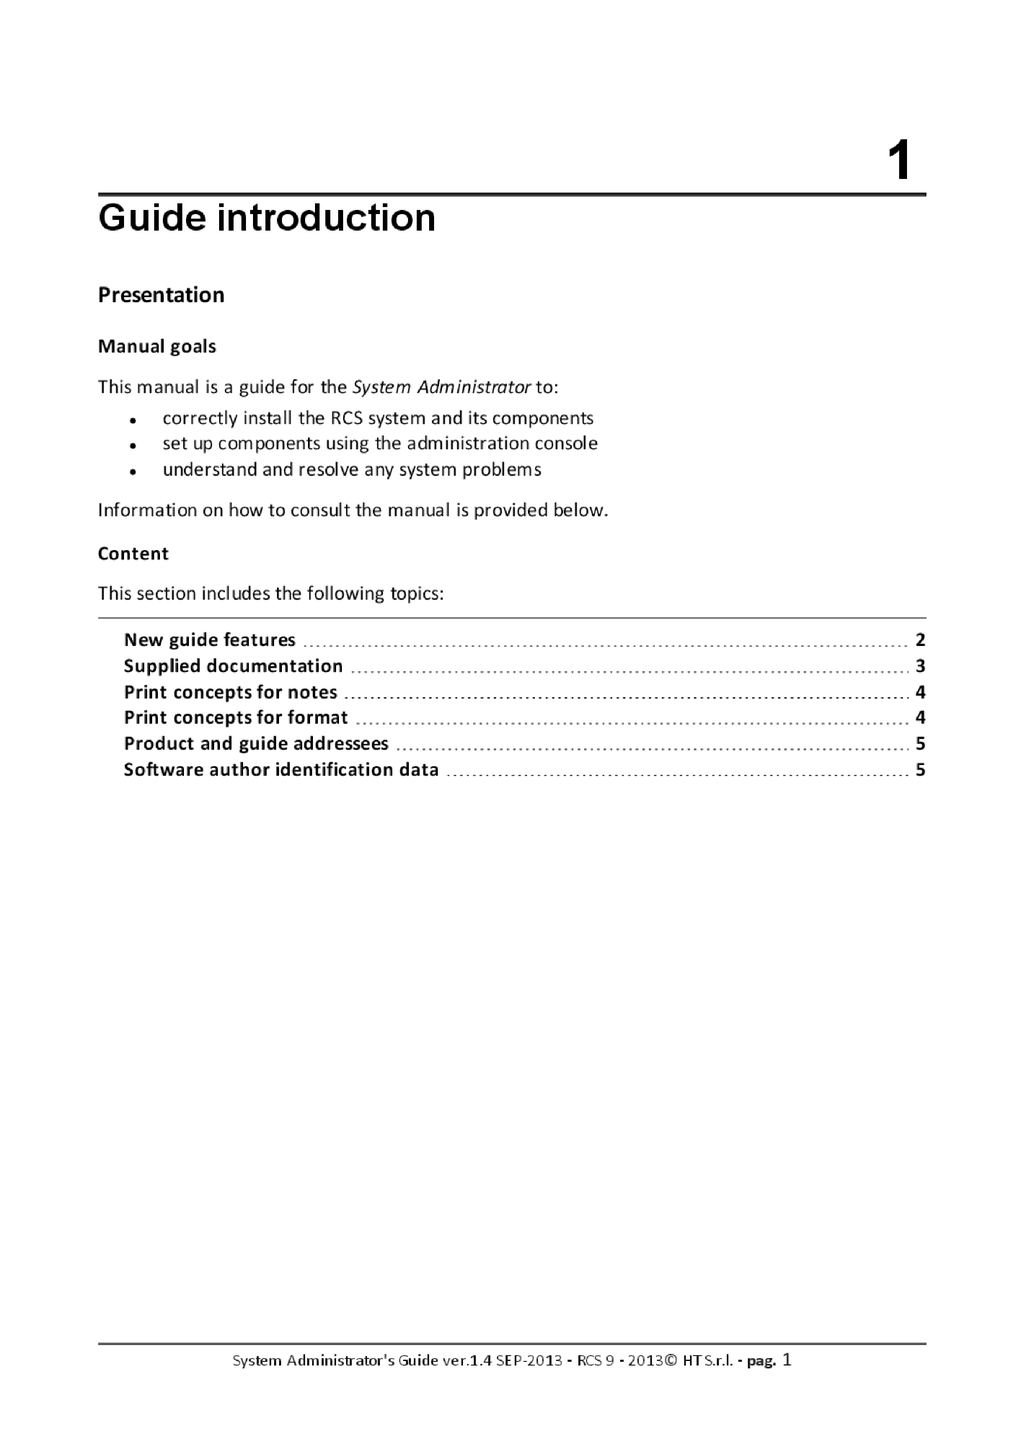 1
Guide introduction
Presentation
Manual goals
This manual is a guide for the System Administrator to:
• correctly install the RCS system and its components
• set up components using the administration console
• understand and resolve any system problems
Information on how to consult the manual is provided below.
Content
This section includes the following topics:
New guide features 2
Supplied documentation 3
Print concepts for notes 4
Print concepts for format 4
Product and guide addressees 5
Software author identification data 5
System Administrator's Guide ver.1.4 SEP-2013 - RCS 9 - 2013© HT S.r.l. - pag. 1